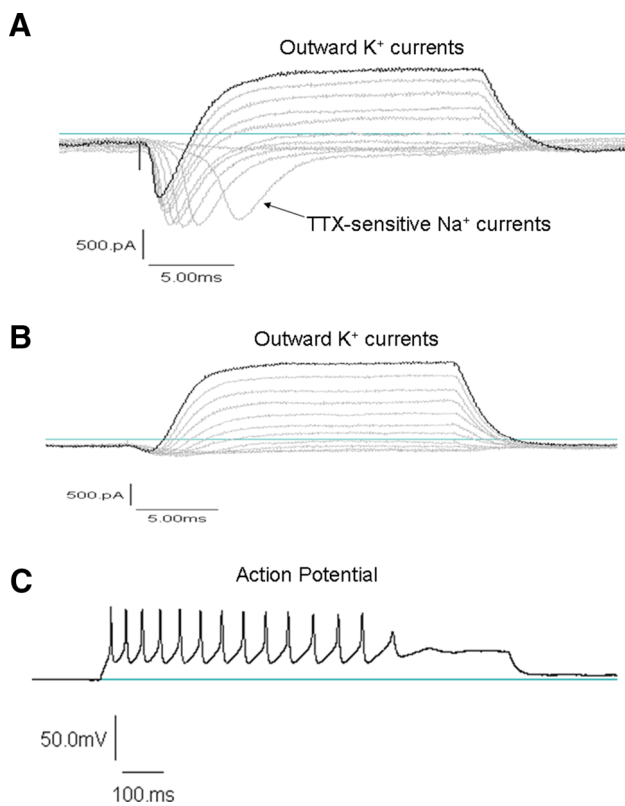 A
Outward K⁺ currents
TTX-sensitive Na⁺ currents
500.pA
5.00ms
B
Outward K⁺ currents
500.pA
5.00ms
C
Action Potential
50.0mV
100.ms